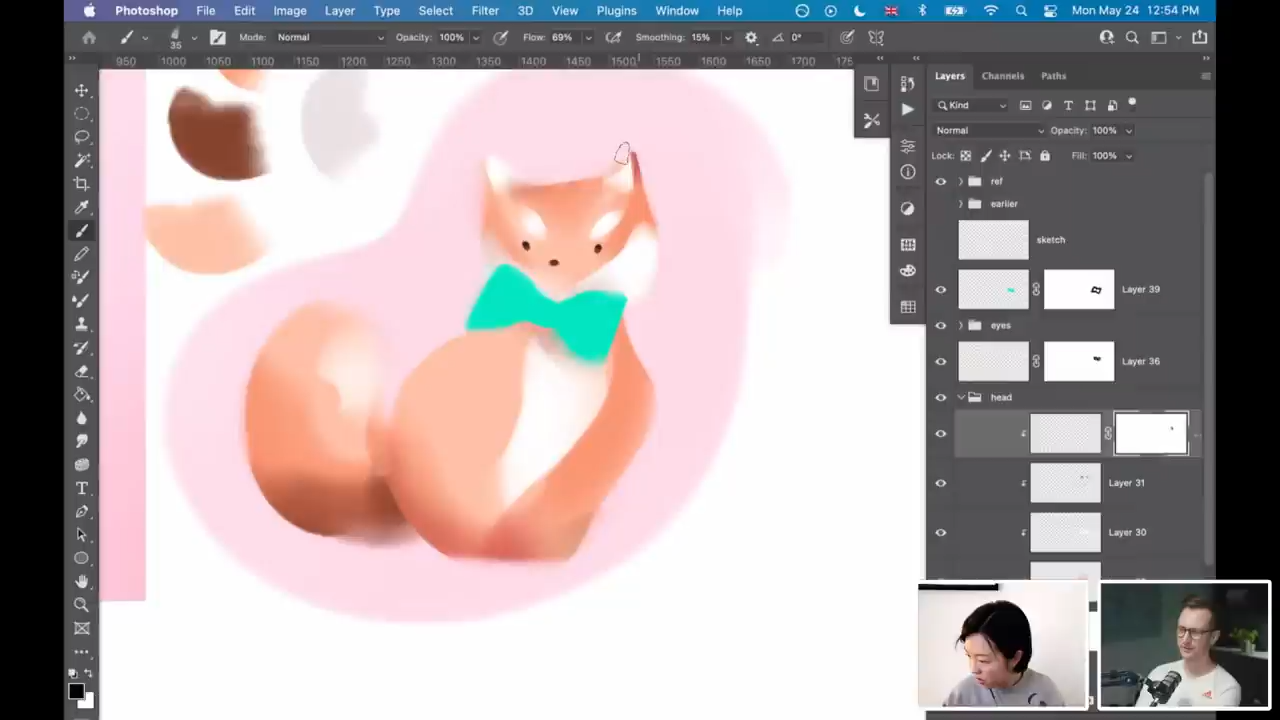 Photoshop File Edit Image Layer Type Select Filter 3D View Plugins Window Help Mon May 24 12:54 PM
35 Mode: Normal Opacity: 100% Flow: 69% Smoothing: 15% 0°
950 1000 1100 1150 1200 1250 1300 1350 1400 1450 1500 1550 1600 1650 1700 175
Layers Channels Paths
Kind
Normal Opacity: 100%
Lock: Fill: 100%
ref
earlier
sketch
Layer 39
eyes
Layer 36
head
Layer 31
Layer 30